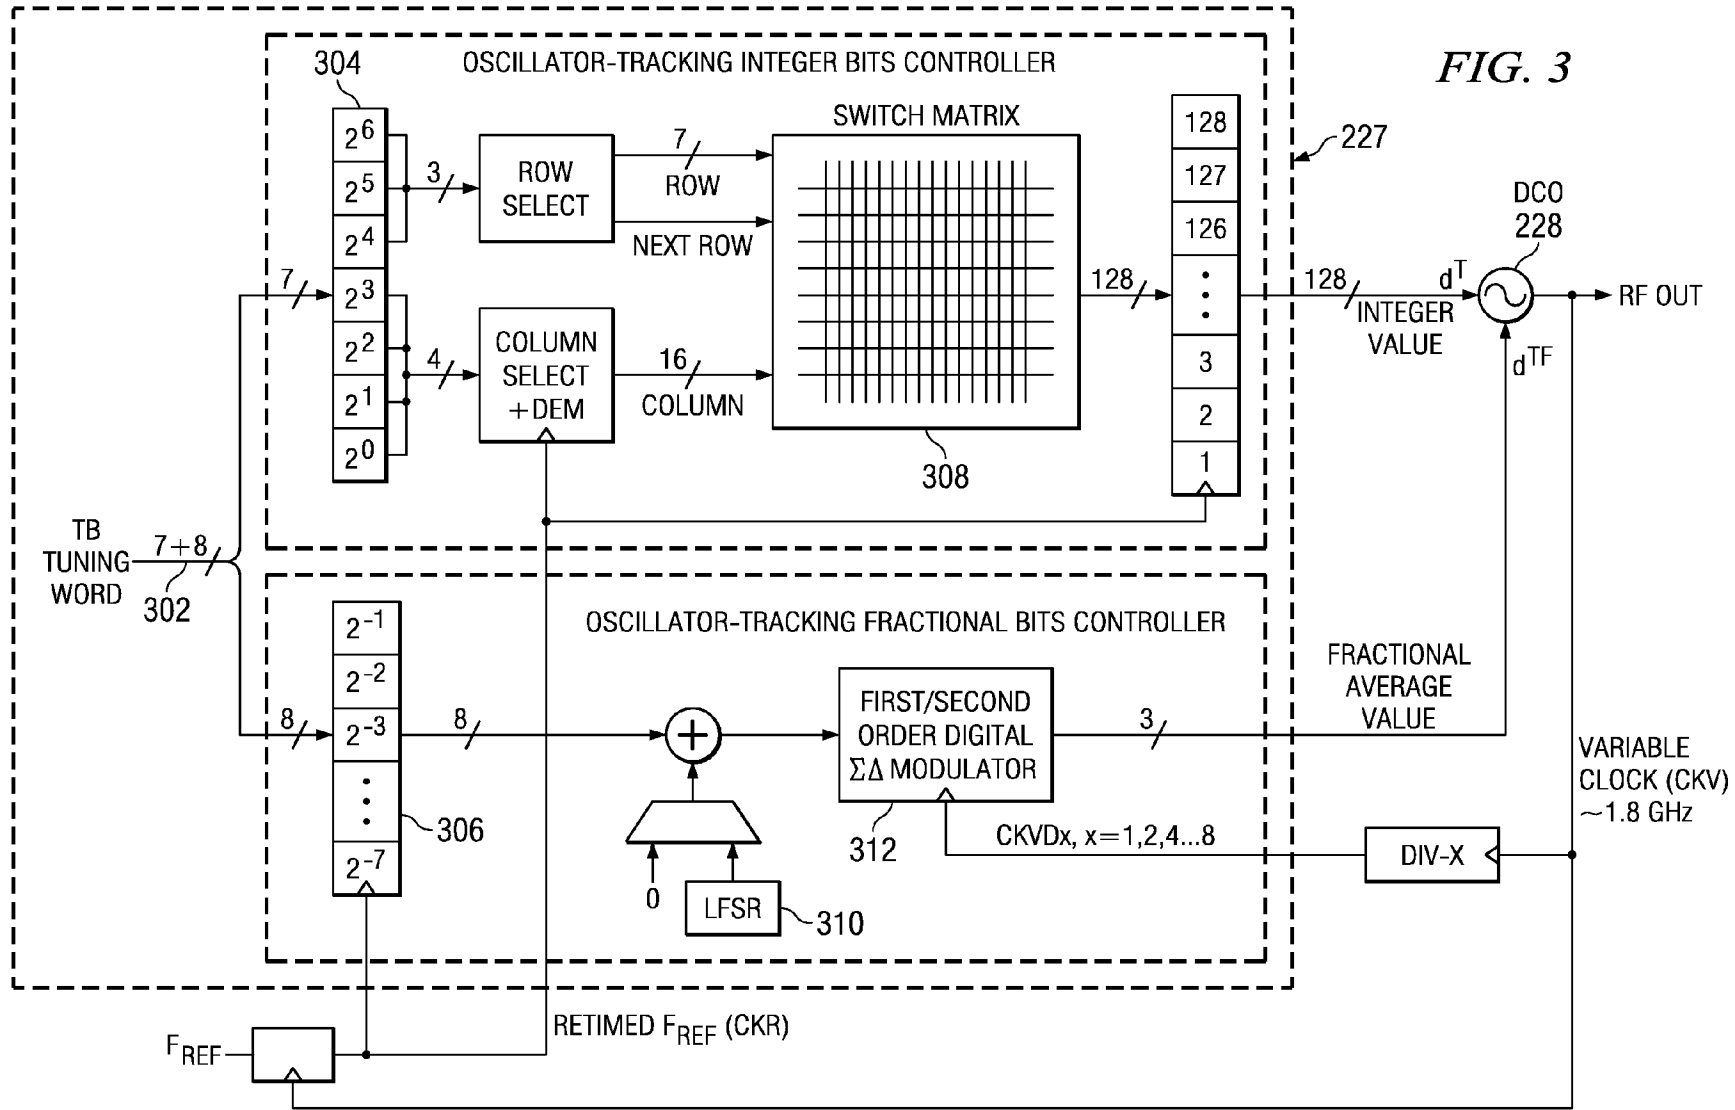 FIG. 3
OSCILLATOR-TRACKING INTEGER BITS CONTROLLER
304
2^6
2^5
2^4
2^3
2^2
2^1
2^0
3
ROW
SELECT
7
ROW
NEXT ROW
SWITCH MATRIX
128
127
126
3
2
1
227
DCO
228
7
4
COLUMN
SELECT
+DEM
16
COLUMN
308
128
128
d^T
INTEGER
VALUE
RF OUT
d^TF
TB
TUNING
WORD
7+8
302
OSCILLATOR-TRACKING FRACTIONAL BITS CONTROLLER
8
2^-1
2^-2
2^-3
2^-7
306
8
+
0
LFSR
310
FIRST/SECOND
ORDER DIGITAL
ΣΔ MODULATOR
312
3
FRACTIONAL
AVERAGE
VALUE
CKVDx, x=1,2,4...8
DIV-X
VARIABLE
CLOCK (CKV)
~1.8 GHz
RETIMED F_REF (CKR)
F_REF